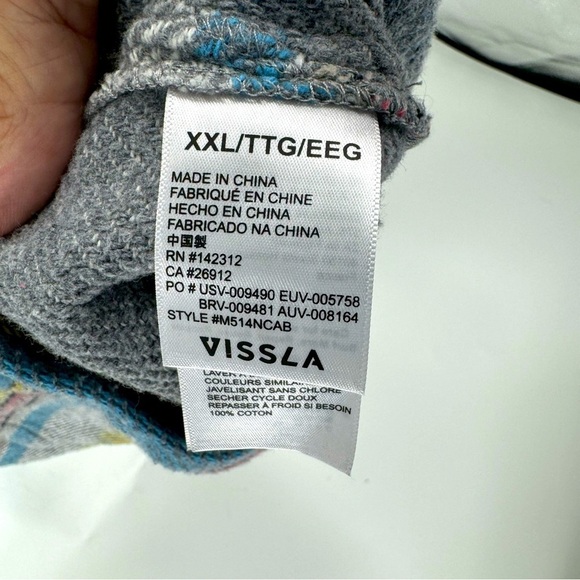 XXL/TTG/EEG
MADE IN CHINA
FABRIQUÉ EN CHINE
HECHO EN CHINA
FABRICADO NA CHINA
中国製
RN #142312
CA #26912
PO # USV-009490 EUV-005758
BRV-009481 AUV-008164
STYLE #M514NCAB
VISSLA
LAVER À
COULEURS SIMILAI
JAVELISANT SANS CHLORE
SECHER CYCLE DOUX
REPASSER À FROID SI BESOIN
100% COTON